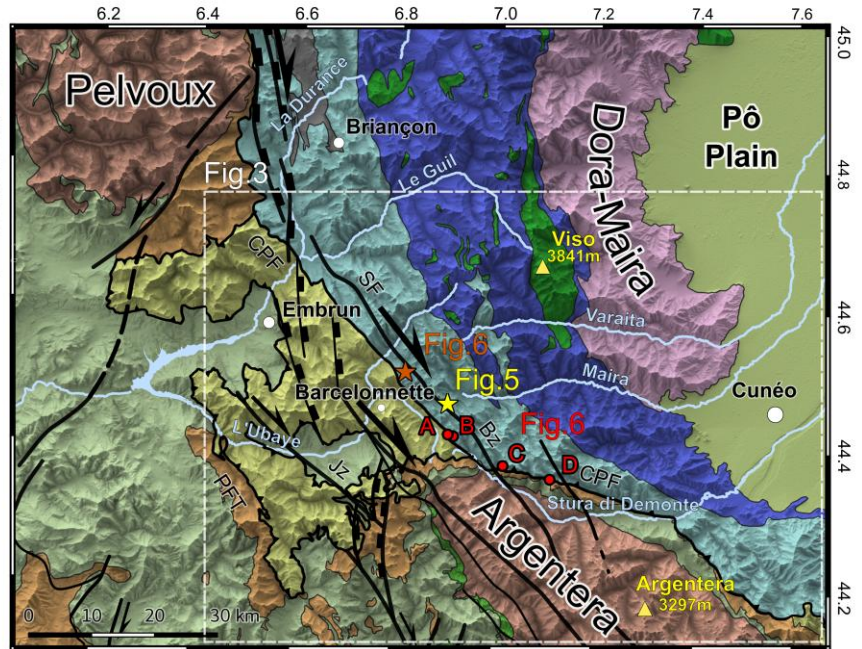 6.4 6.6 6.8 7.0 7.2 7.4 7.6
45.0
Pelvoux
La Durance
Briançon
Dora-Maira
Pô
Plain
44.8
Fig.3
Le Guil
Viso
3841m
CPF
SF
44.6
Embrun
Varaita
Fig.6
Maira
Fig.5
Cunéo
Barcelonnette
A
B
Bz
Fig.6
C
D
CPF
44.4
L'Ubaye
Jz
PFT
Stura di Demonte
Argentera
Argentera
3297m
44.2
0 10 20 30 km